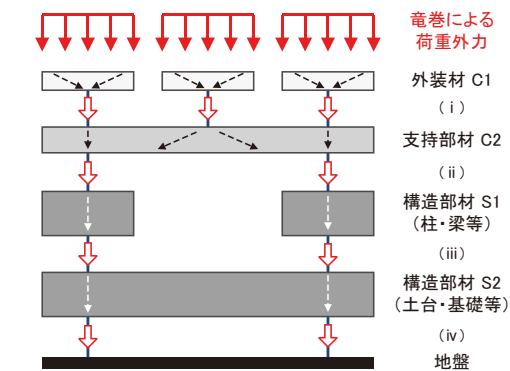 竜巻による
荷重外力
外装材 C1
（ⅰ）
支持部材 C2
（ⅱ）
構造部材 S1
（柱・梁等）
（ⅲ）
構造部材 S2
（土台・基礎等）
（ⅳ）
地盤